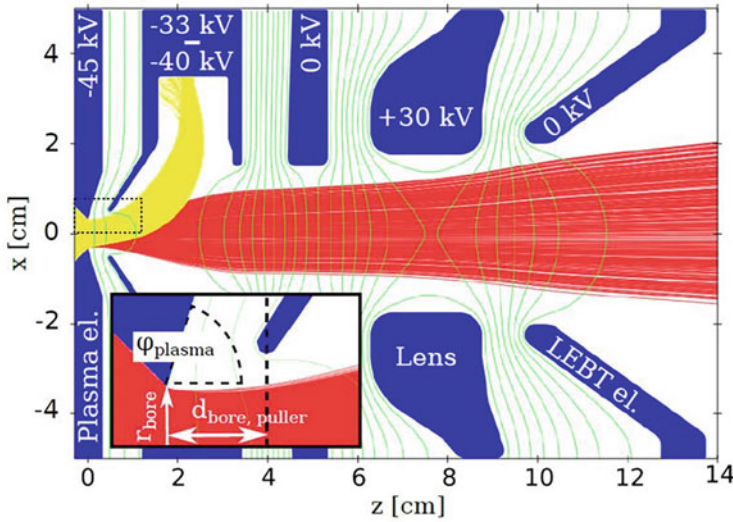 -45 kV
-33 kV
–
-40 kV
0 kV
+30 kV
0 kV
4
2
0
-2
-4
x [cm]
Plasma el.
φplasma
rbore
dbore, puller
Lens
LEBT el.
0 2 4 6 8 10 12 14
z [cm]